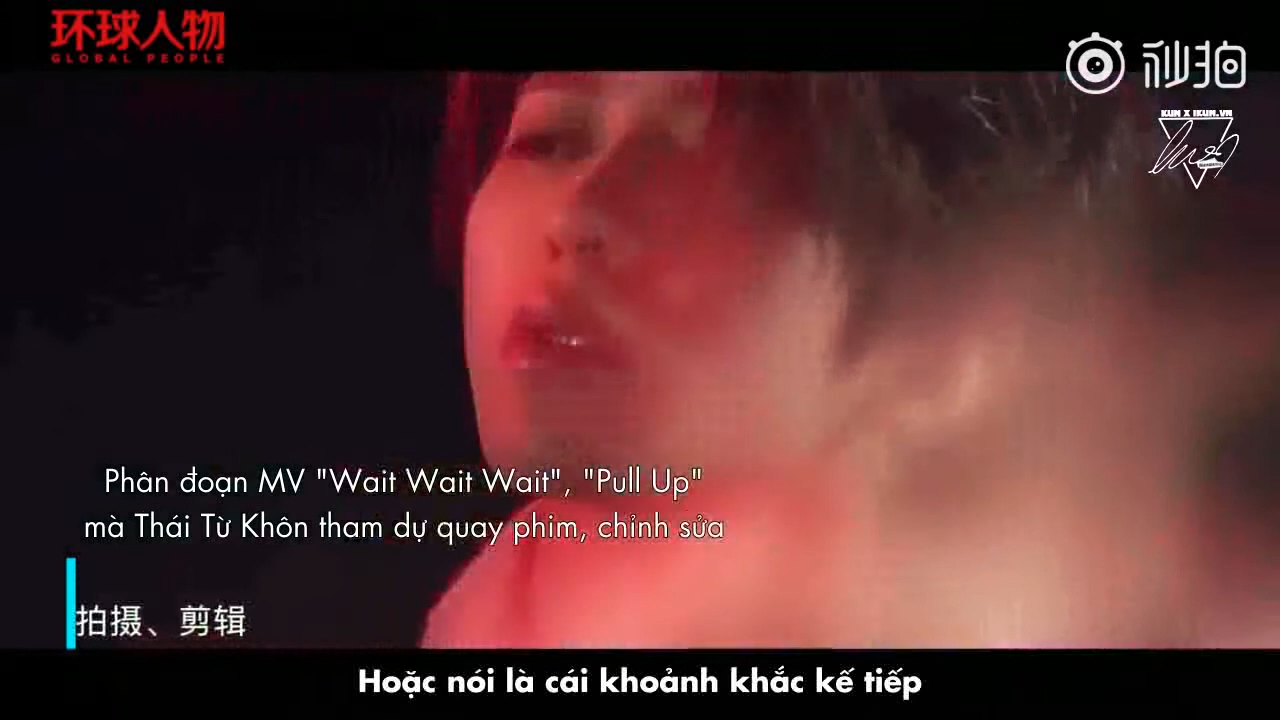 环球人物
GLOBAL PEOPLE
秒拍
KUN X IKUN.VN
Phân đoạn MV "Wait Wait Wait", "Pull Up"
mà Thái Từ Khôn tham dự quay phim, chỉnh sửa
拍摄、剪辑
Hoặc nói là cái khoảnh khắc kế tiếp